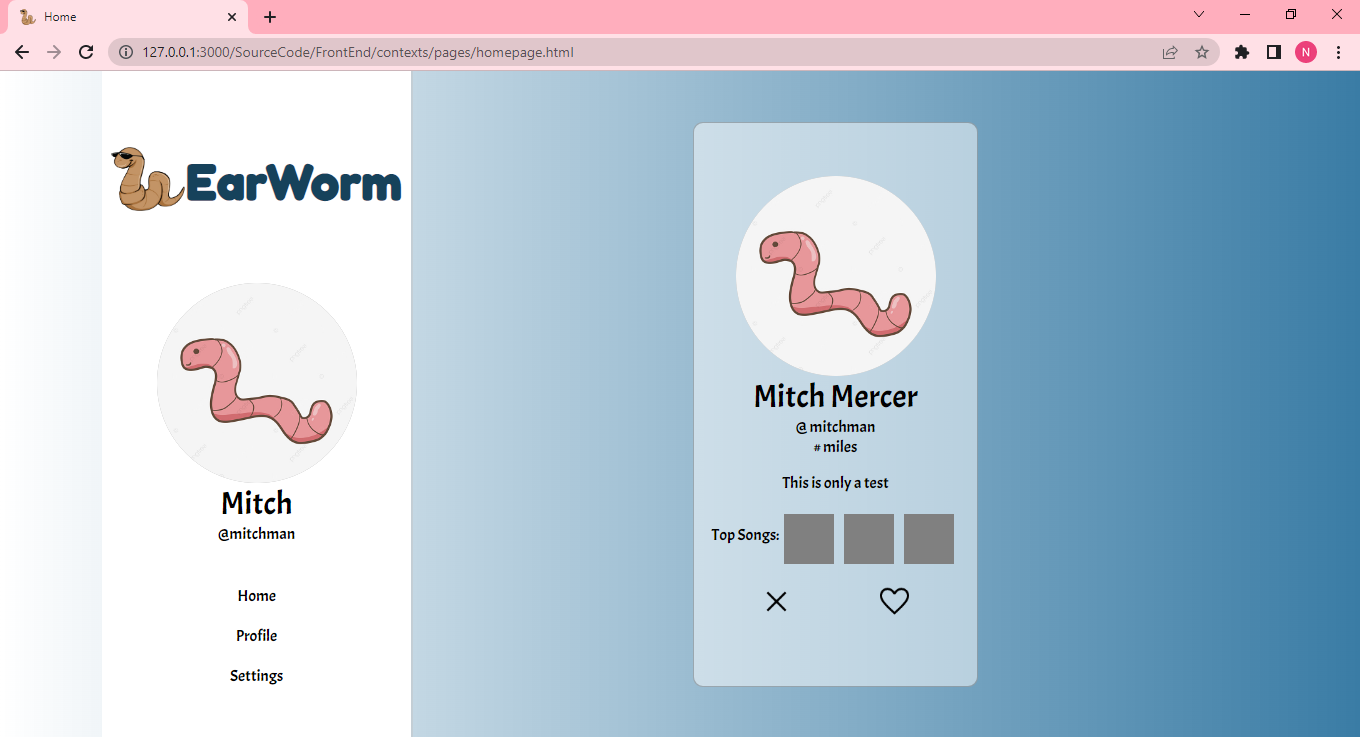 Home
127.0.0.1:3000/SourceCode/FrontEnd/contexts/pages/homepage.html
N
EarWorm
Mitch
@mitchman
Home
Profile
Settings
Mitch Mercer
@ mitchman
# miles
This is only a test
Top Songs: